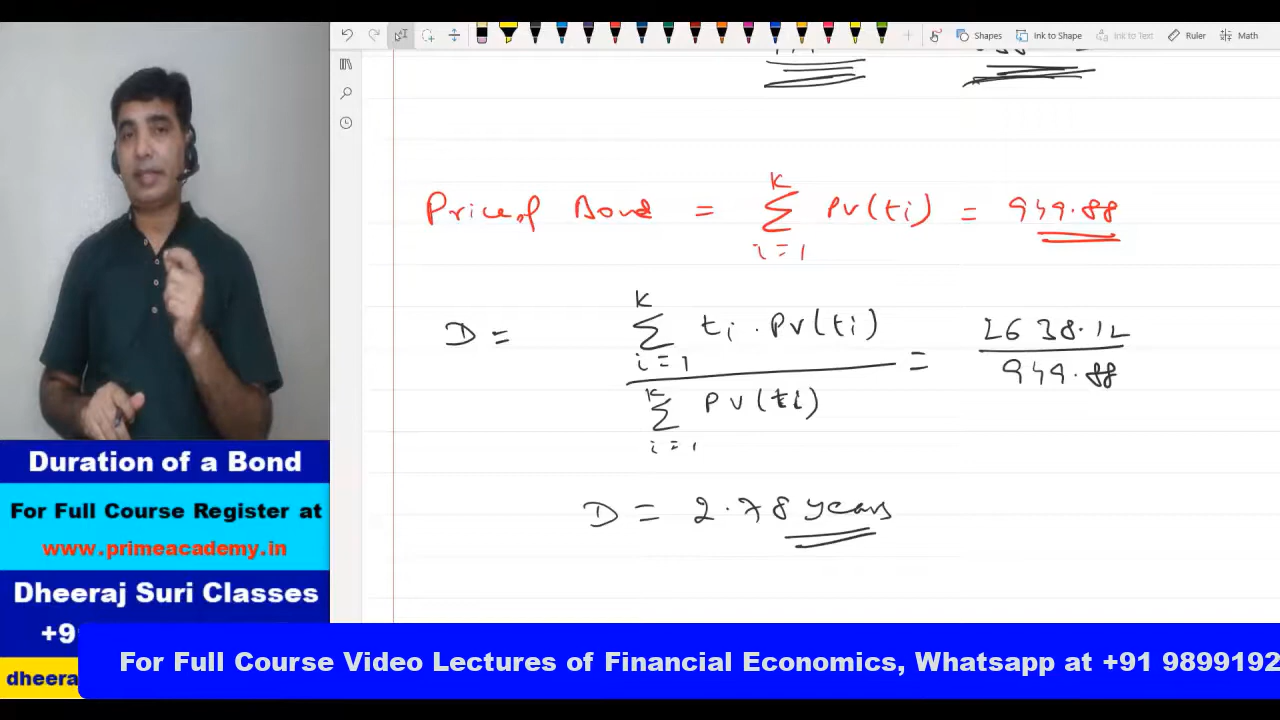 Shapes Ink to Shape Ink to Text Ruler Math
Price of Bond = K Σ i=1 PV(ti) = 949.88
D = K Σ i=1 ti . PV(ti) / K Σ i=1 PV(ti) = 2638.12 / 949.88
D = 2.78 years
Duration of a Bond
For Full Course Register at
www.primeacademy.in
Dheeraj Suri Classes
+9
For Full Course Video Lectures of Financial Economics, Whatsapp at +91 9899192
dheera